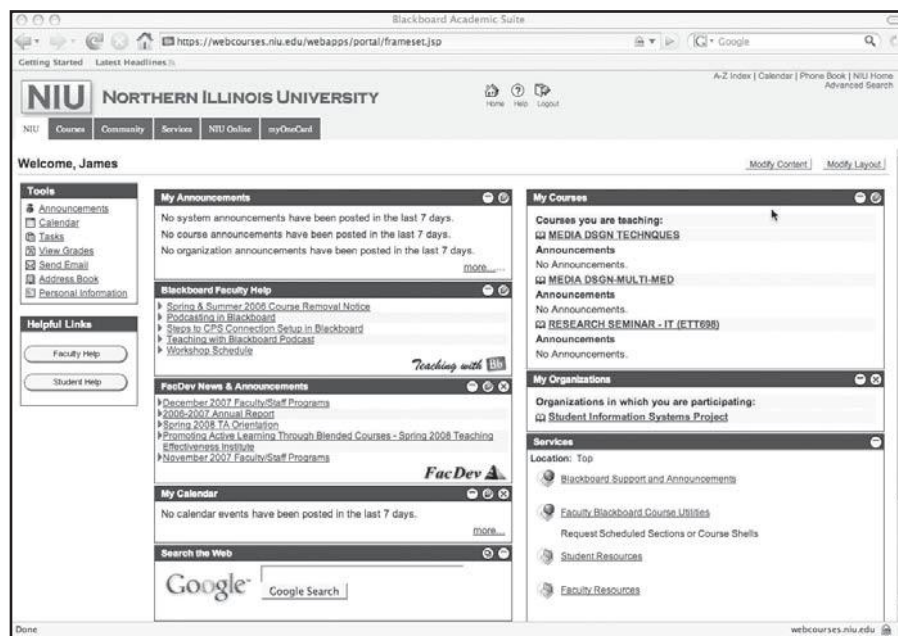 Blackboard Academic Suite
https://webcourses.niu.edu/webapps/portal/frameset.jsp
Google
Getting Started Latest Headlines
A-Z Index | Calendar | Phone Book | NIU Home
Advanced Search
NIU NORTHERN ILLINOIS UNIVERSITY
Home Help Logout
NIU Courses Community Services NIU Online myOneCard
Welcome, James
Modify Content Modify Layout
Tools
Announcements
Calendar
Tasks
View Grades
Send Email
Address Book
Personal Information
Helpful Links
Faculty Help
Student Help
My Announcements
No system announcements have been posted in the last 7 days.
No course announcements have been posted in the last 7 days.
No organization announcements have been posted in the last 7 days.
more......
Blackboard Faculty Help
Spring & Summer 2006 Course Removal Notice
Podcasting in Blackboard
Steps to CPS Connection Setup in Blackboard
Teaching with Blackboard Podcast
Workshop Schedule
Teaching with Bb
FacDev News & Announcements
December 2007 Faculty/Staff Programs
2006-2007 Annual Report
Spring 2008 TA Orientation
Promoting Active Learning Through Blended Courses - Spring 2008 Teaching
Effectiveness Institute
November 2007 Faculty/Staff Programs
FacDev
My Calendar
No calendar events have been posted in the last 7 days.
more...
Search the Web
Google Google Search
My Courses
Courses you are teaching:
MEDIA DSGN TECHNQUES
Announcements
No Announcements.
MEDIA DSGN-MULTI-MED
Announcements
No Announcements.
RESEARCH SEMINAR - IT (ETT698)
Announcements
No Announcements.
My Organizations
Organizations in which you are participating:
Student Information Systems Project
Services
Location: Top
Blackboard Support and Announcements
Faculty Blackboard Course Utilities
Request Scheduled Sections or Course Shells
Student Resources
Faculty Resources
Done
webcourses.niu.edu